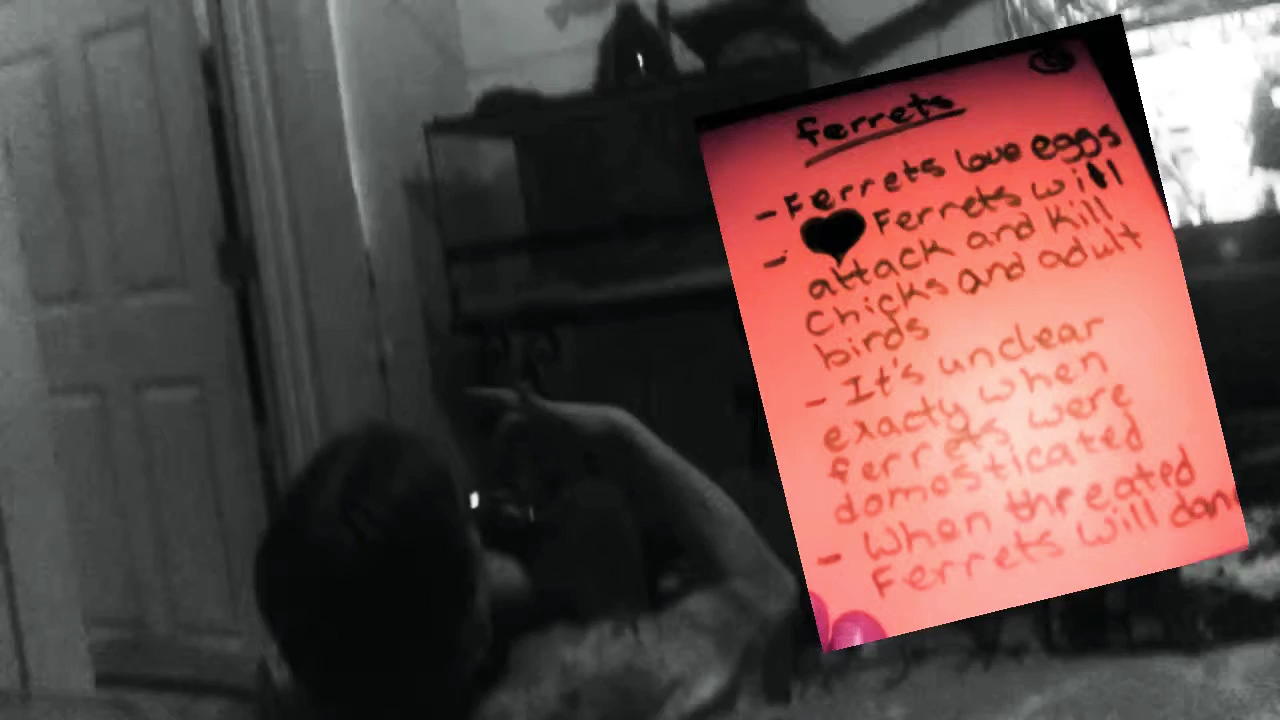 Ferrets
- Ferrets love eggs
- Ferrets will
attack and kill
chicks and adult
birds
- It's unclear
exacty when
ferrets were
domosticated
- When threated
Ferrets will danc